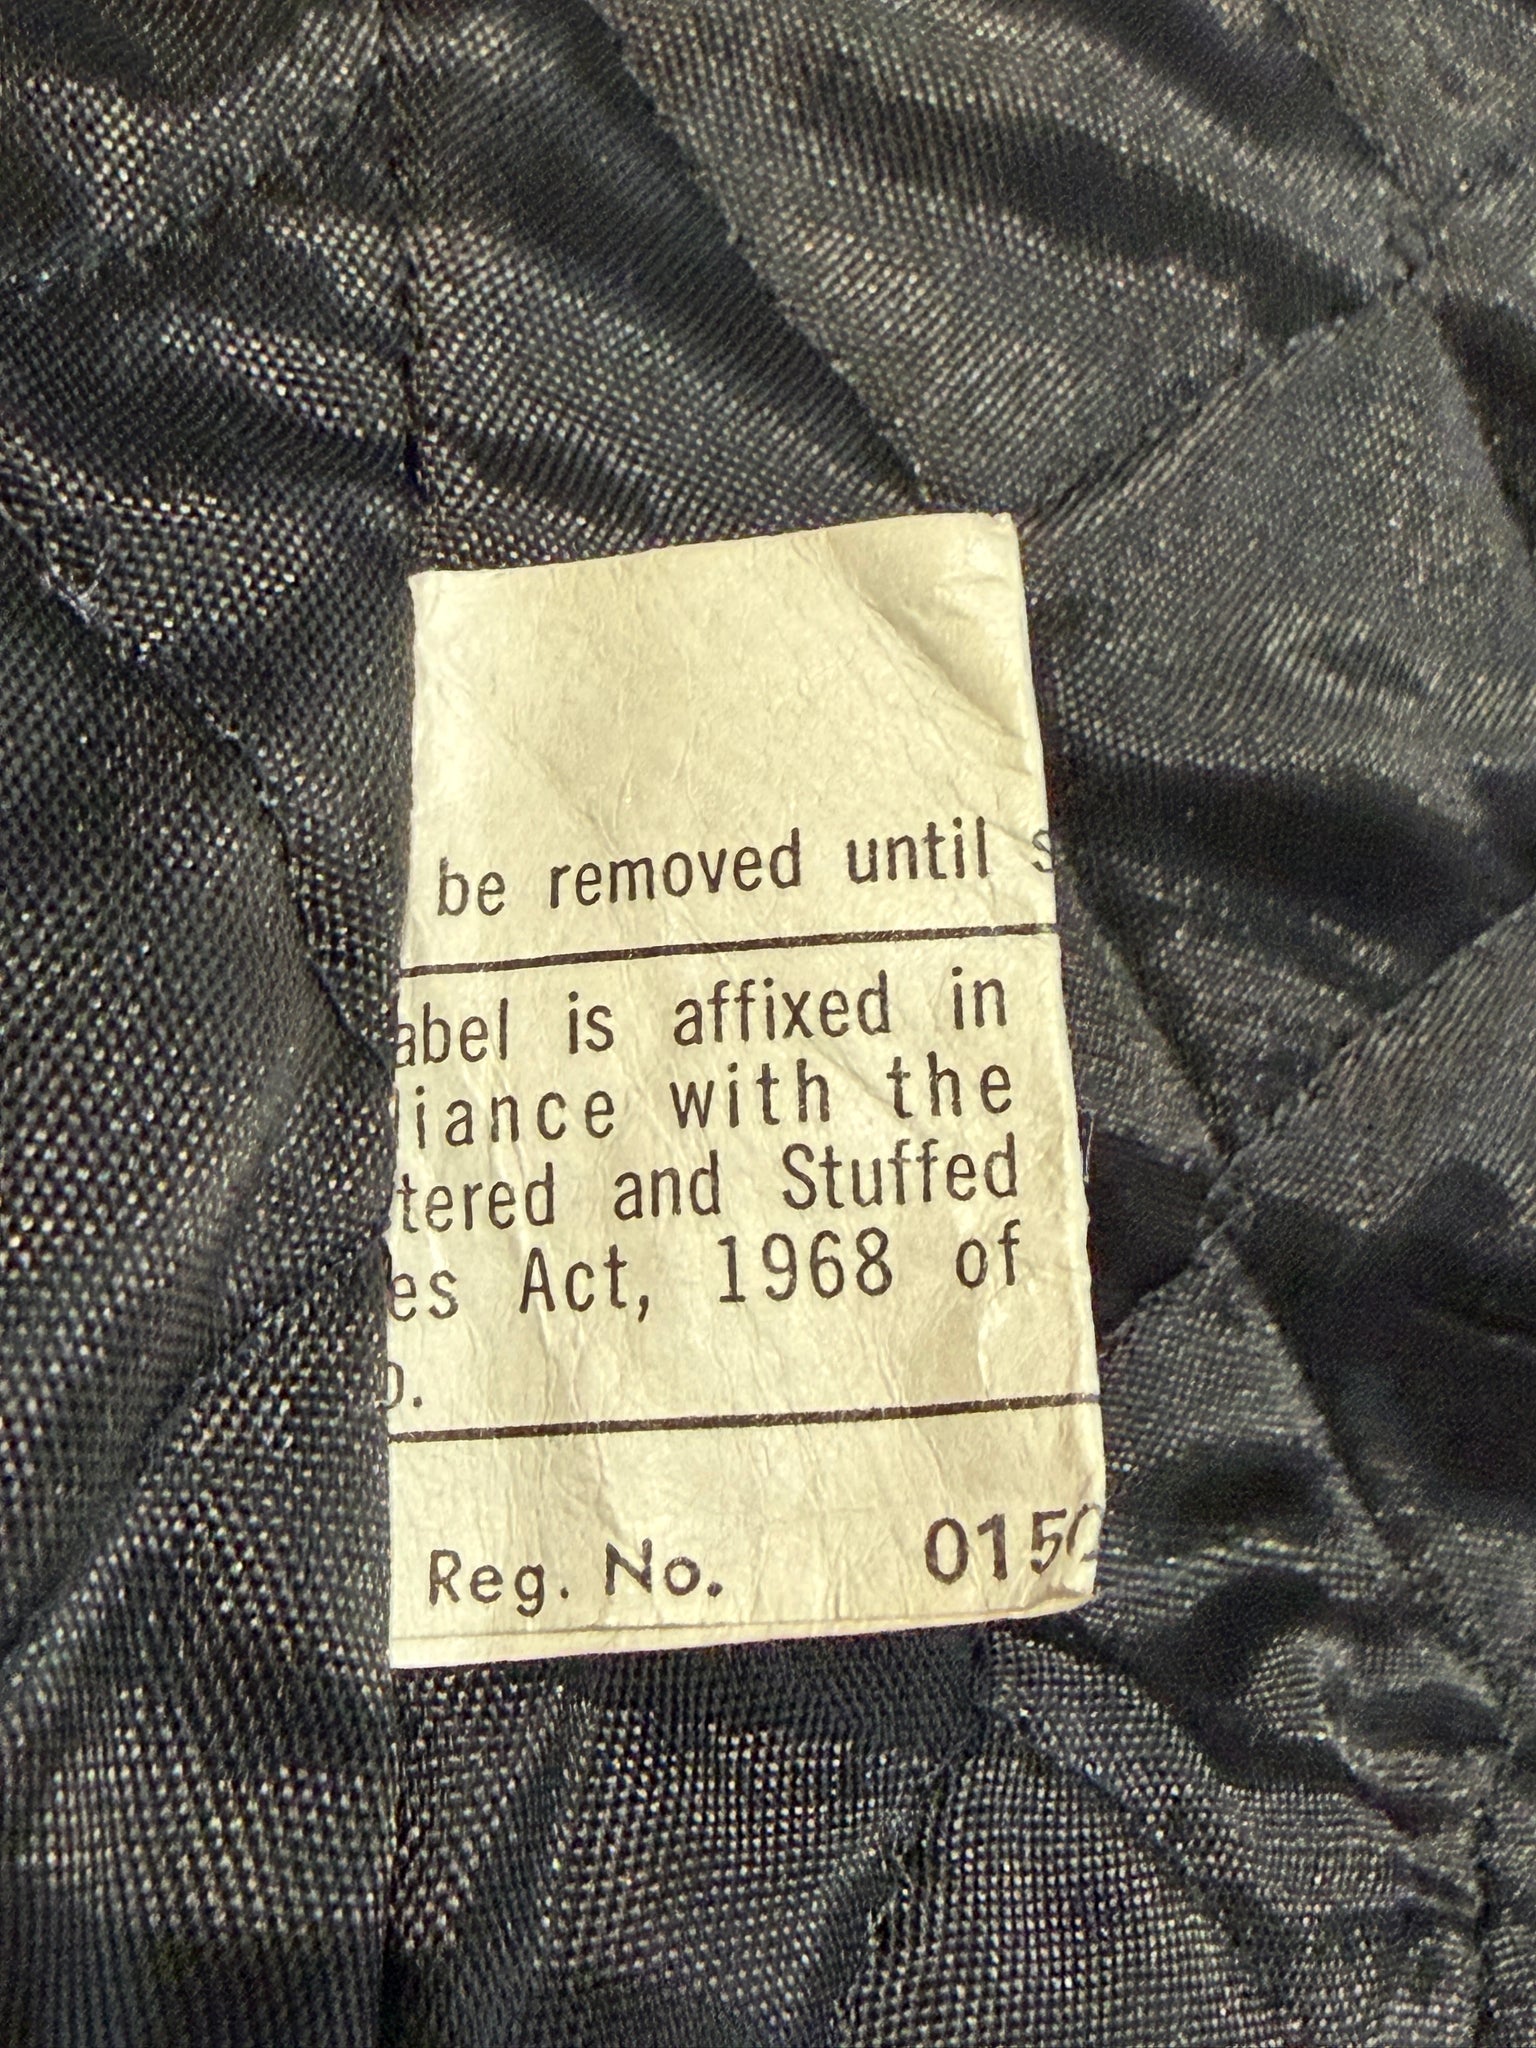 be removed until s
abel is affixed in
liance with the
tered and Stuffed
es Act, 1968 of
o.
Reg. No. 0150